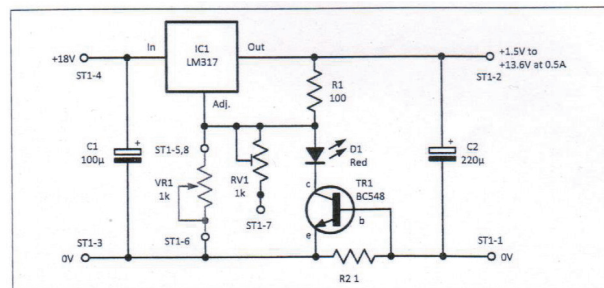 +18V
ST1-4
In
IC1
LM317
Out
Adj.
+1.5V to
+13.6V at 0.5A
ST1-2
R1
100
C1
100µ
+
ST1-5,8
VR1
1k
ST1-6
RV1
1k
ST1-7
D1
Red
c
TR1
BC548
b
e
+
C2
220µ
ST1-3
0V
R2 1
ST1-1
0V